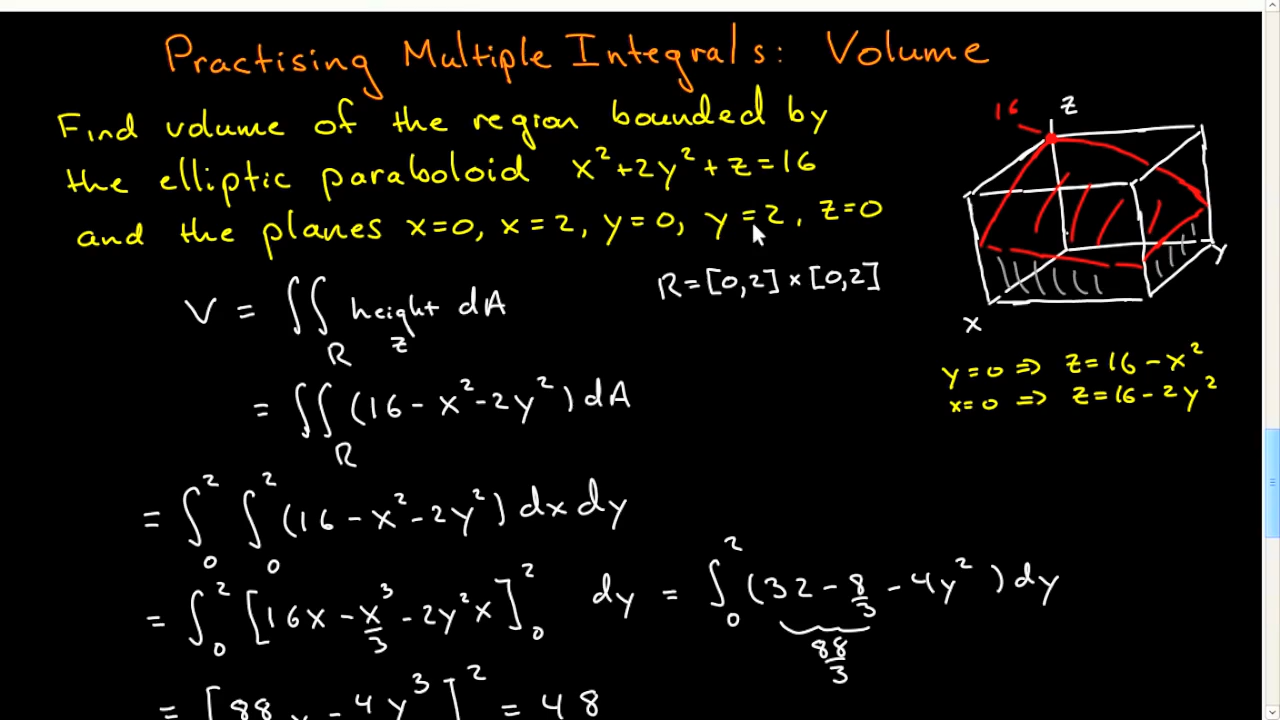 Practising Multiple Integrals: Volume
Find volume of the region bounded by
the elliptic paraboloid x²+2y²+z=16
and the planes x=0, x=2, y=0, y=2, z=0
R=[0,2]×[0,2]
16
z
y
x
y=0 ⇒ z=16-x²
x=0 ⇒ z=16-2y²
V = ∬_R height dA
z
= ∬_R (16-x²-2y²) dA
= ∫₀² ∫₀² (16-x²-2y²) dx dy
= ∫₀² [16x - x³/3 - 2y²x]₀² dy = ∫₀² (32 - 8/3 - 4y²) dy
88/3
= [88 y - 4y³]² = 48